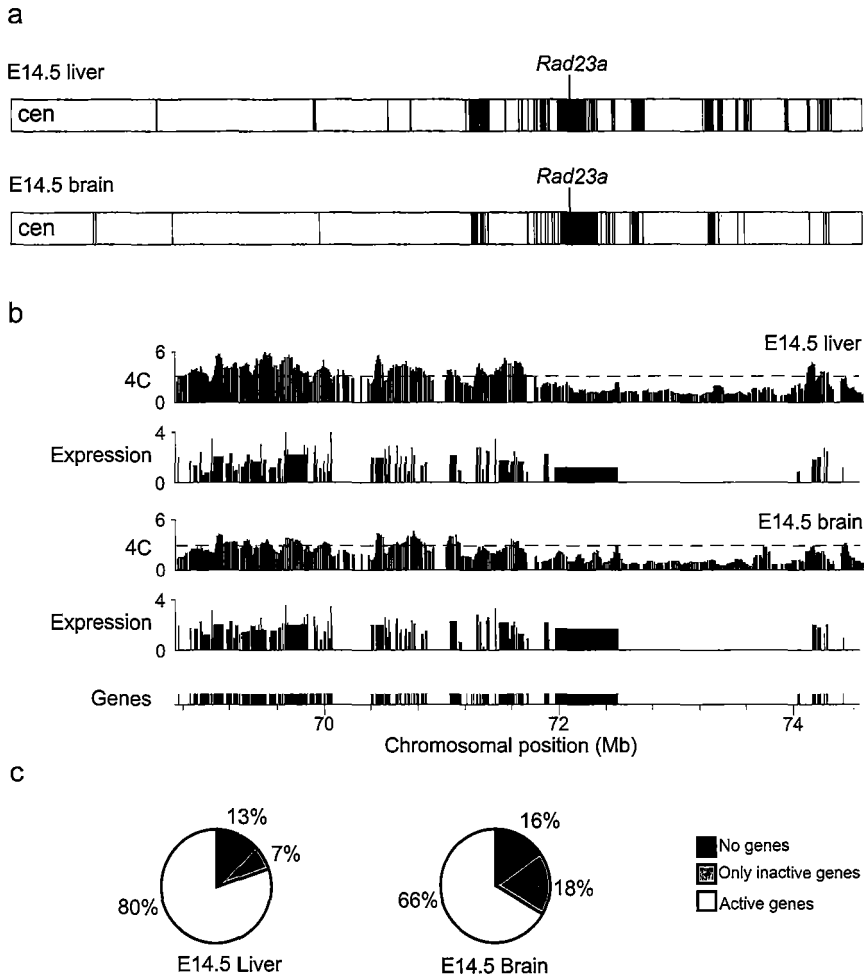 a
Rad23a
E14.5 liver
cen
Rad23a
E14.5 brain
cen
b
6
E14.5 liver
4C
0
4
Expression
0
6
E14.5 brain
4C
0
4
Expression
0
Genes
70 72 74
Chromosomal position (Mb)
c
13%
7%
80%
E14.5 Liver
16%
18%
66%
E14.5 Brain
No genes
Only inactive genes
Active genes